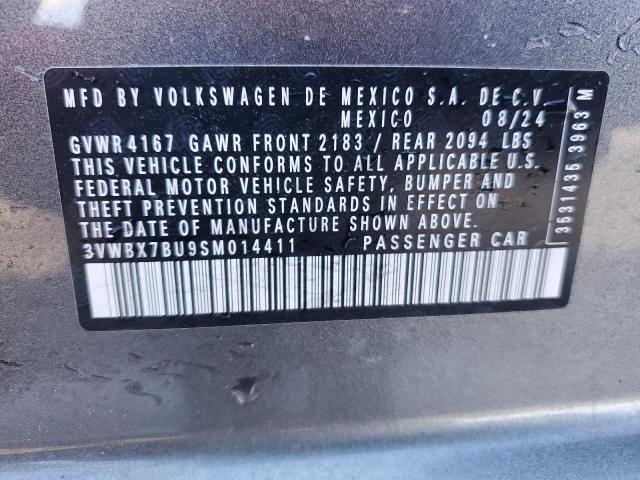 MFD BY VOLKSWAGEN DE MEXICO S.A. DE C.V.
MEXICO 08/24
GVWR 4167 GAWR FRONT 2183 / REAR 2094 LBS
THIS VEHICLE CONFORMS TO ALL APPLICABLE U.S.
FEDERAL MOTOR VEHICLE SAFETY, BUMPER AND
THEFT PREVENTION STANDARDS IN EFFECT ON
THE DATE OF MANUFACTURE SHOWN ABOVE.
3VWBX7BU9SM014411 PASSENGER CAR
3531435 3963 M